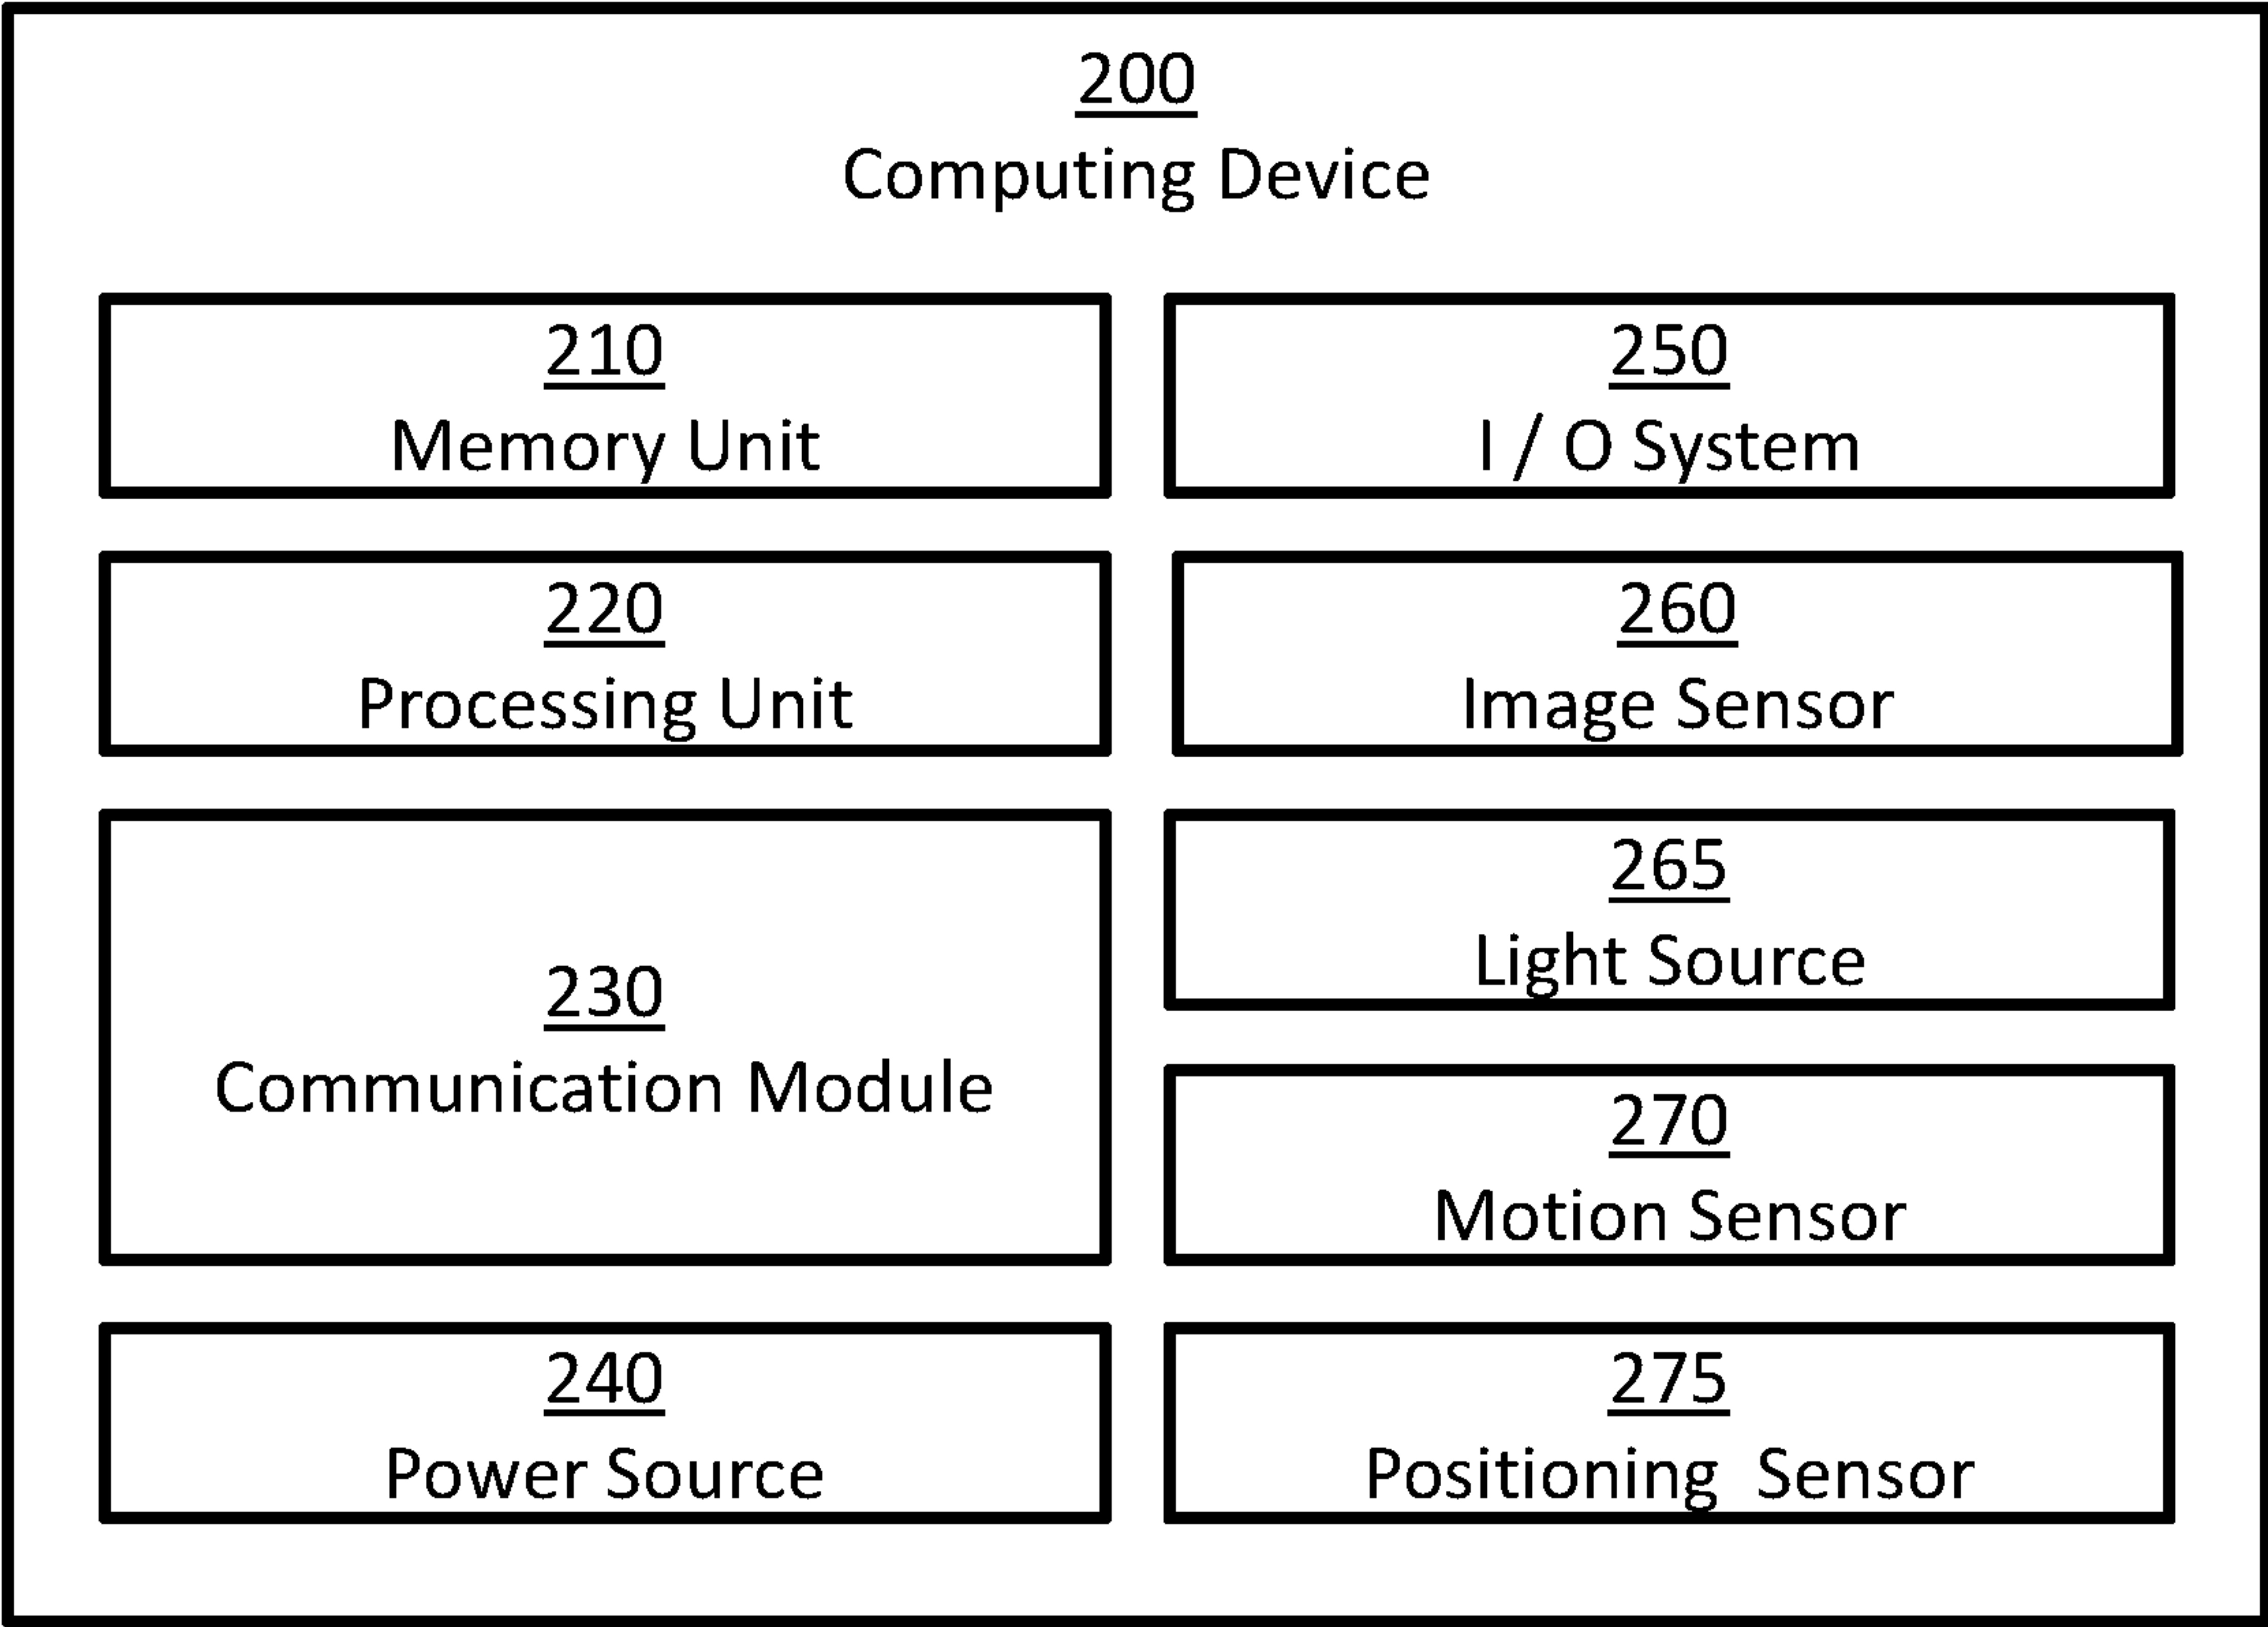 200
Computing Device
210
Memory Unit
250
I / O System
220
Processing Unit
260
Image Sensor
230
Communication Module
265
Light Source
270
Motion Sensor
240
Power Source
275
Positioning  Sensor